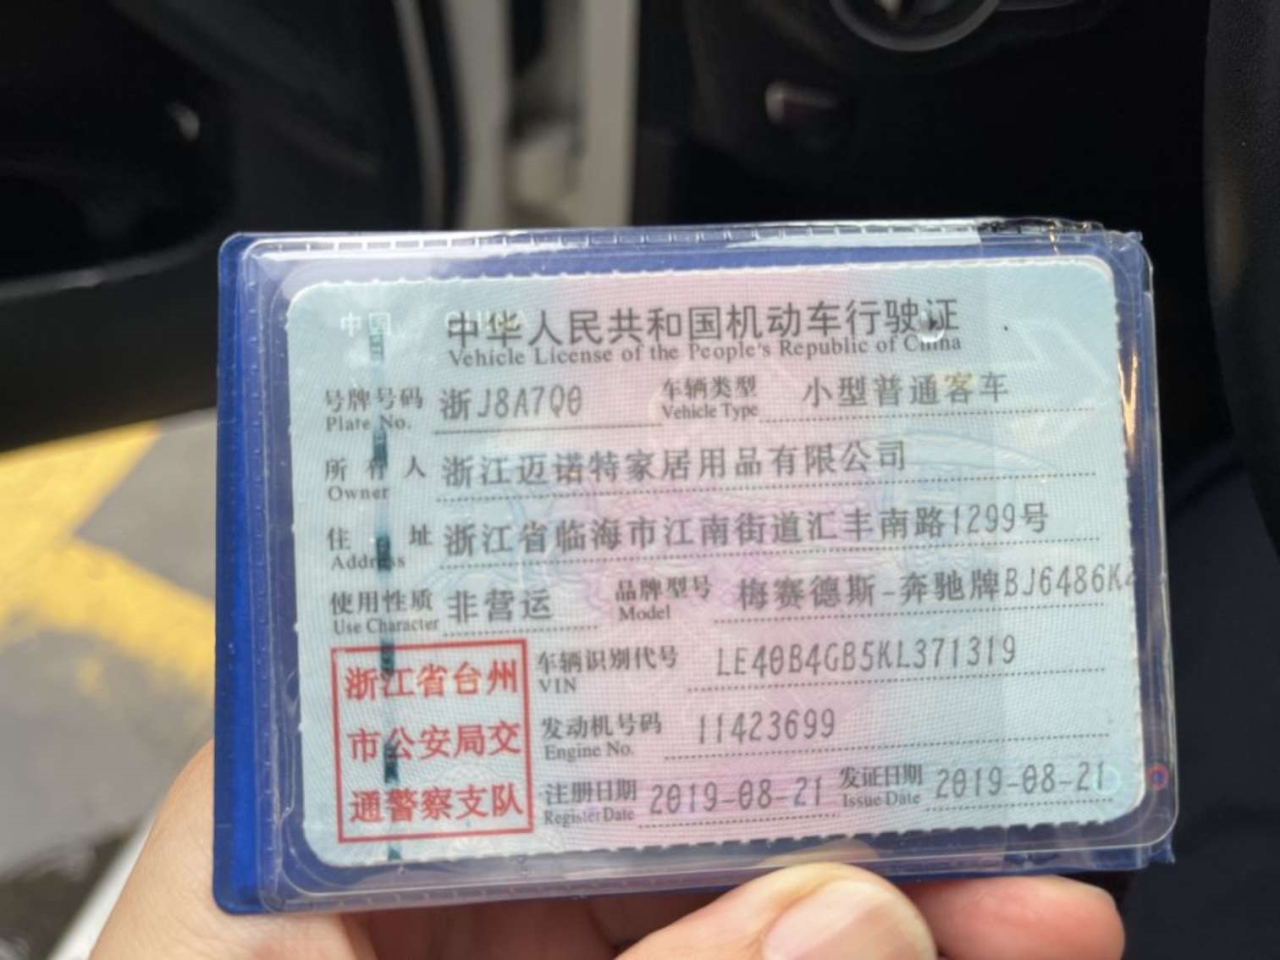 中国 CHINA
中华人民共和国机动车行驶证
Vehicle License of the People's Republic of China
号牌号码 浙J8A7Q0 车辆类型 小型普通客车
Plate No. Vehicle Type
所有人 浙江迈诺特家居用品有限公司
Owner
住址 浙江省临海市江南街道汇丰南路1299号
Address
使用性质 非营运 品牌型号 梅赛德斯-奔驰牌BJ6486K
Use Character Model
浙江省台州
市公安局交
通警察支队
车辆识别代号 LE40B4GB5KL371319
VIN
发动机号码 11423699
Engine No.
注册日期 2019-08-21 发证日期 2019-08-21
Register Date Issue Date